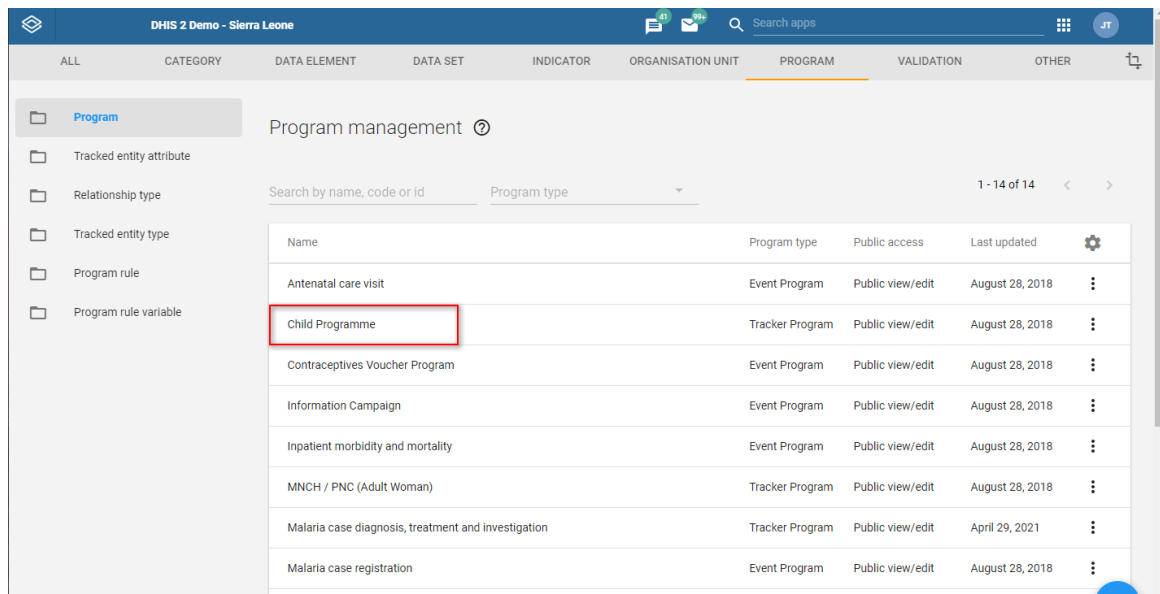 DHIS 2 Demo - Sierra Leone 41 99+ Search apps JT
ALL CATEGORY DATA ELEMENT DATA SET INDICATOR ORGANISATION UNIT PROGRAM VALIDATION OTHER
Program
Tracked entity attribute
Relationship type
Tracked entity type
Program rule
Program rule variable
Program management
Search by name, code or id Program type 1 - 14 of 14
Name Program type Public access Last updated
Antenatal care visit Event Program Public view/edit August 28, 2018
Child Programme Tracker Program Public view/edit August 28, 2018
Contraceptives Voucher Program Event Program Public view/edit August 28, 2018
Information Campaign Event Program Public view/edit August 28, 2018
Inpatient morbidity and mortality Event Program Public view/edit August 28, 2018
MNCH / PNC (Adult Woman) Tracker Program Public view/edit August 28, 2018
Malaria case diagnosis, treatment and investigation Tracker Program Public view/edit April 29, 2021
Malaria case registration Event Program Public view/edit August 28, 2018